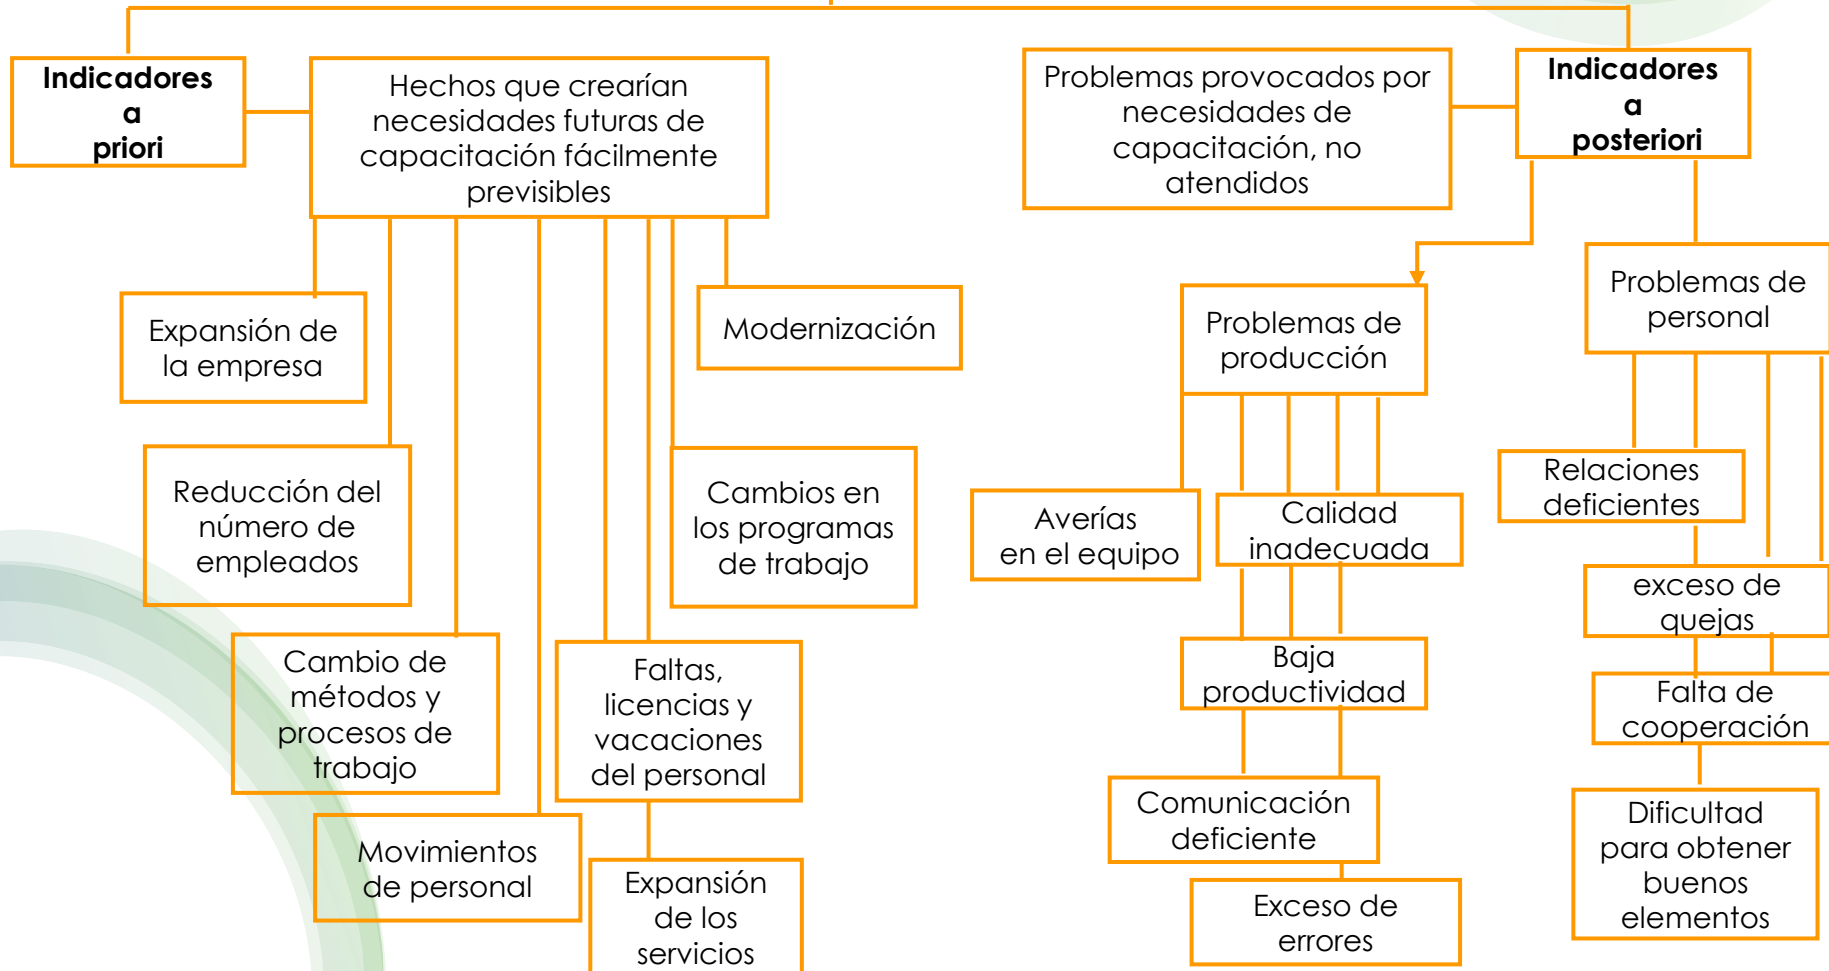 Indicadores
a
priori
Hechos que crearían
necesidades futuras de
capacitación fácilmente
previsibles
Expansión de
la empresa
Modernización
Reducción del
número de
empleados
Cambios en
los programas
de trabajo
Cambio de
métodos y
procesos de
trabajo
Faltas,
licencias y
vacaciones
del personal
Movimientos
de personal
Expansión
de los
servicios
Problemas provocados por
necesidades de
capacitación, no
atendidos
Indicadores
a
posteriori
Problemas de
producción
Averías
en el equipo
Calidad
inadecuada
Baja
productividad
Comunicación
deficiente
Exceso de
errores
Problemas de
personal
Relaciones
deficientes
exceso de
quejas
Falta de
cooperación
Dificultad
para obtener
buenos
elementos